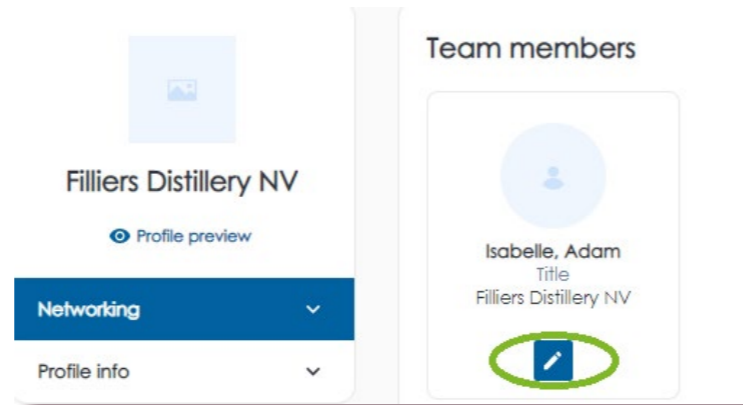 Filliers Distillery NV
Profile preview
Networking
Profile info
Team members
Isabelle, Adam
Title
Filliers Distillery NV